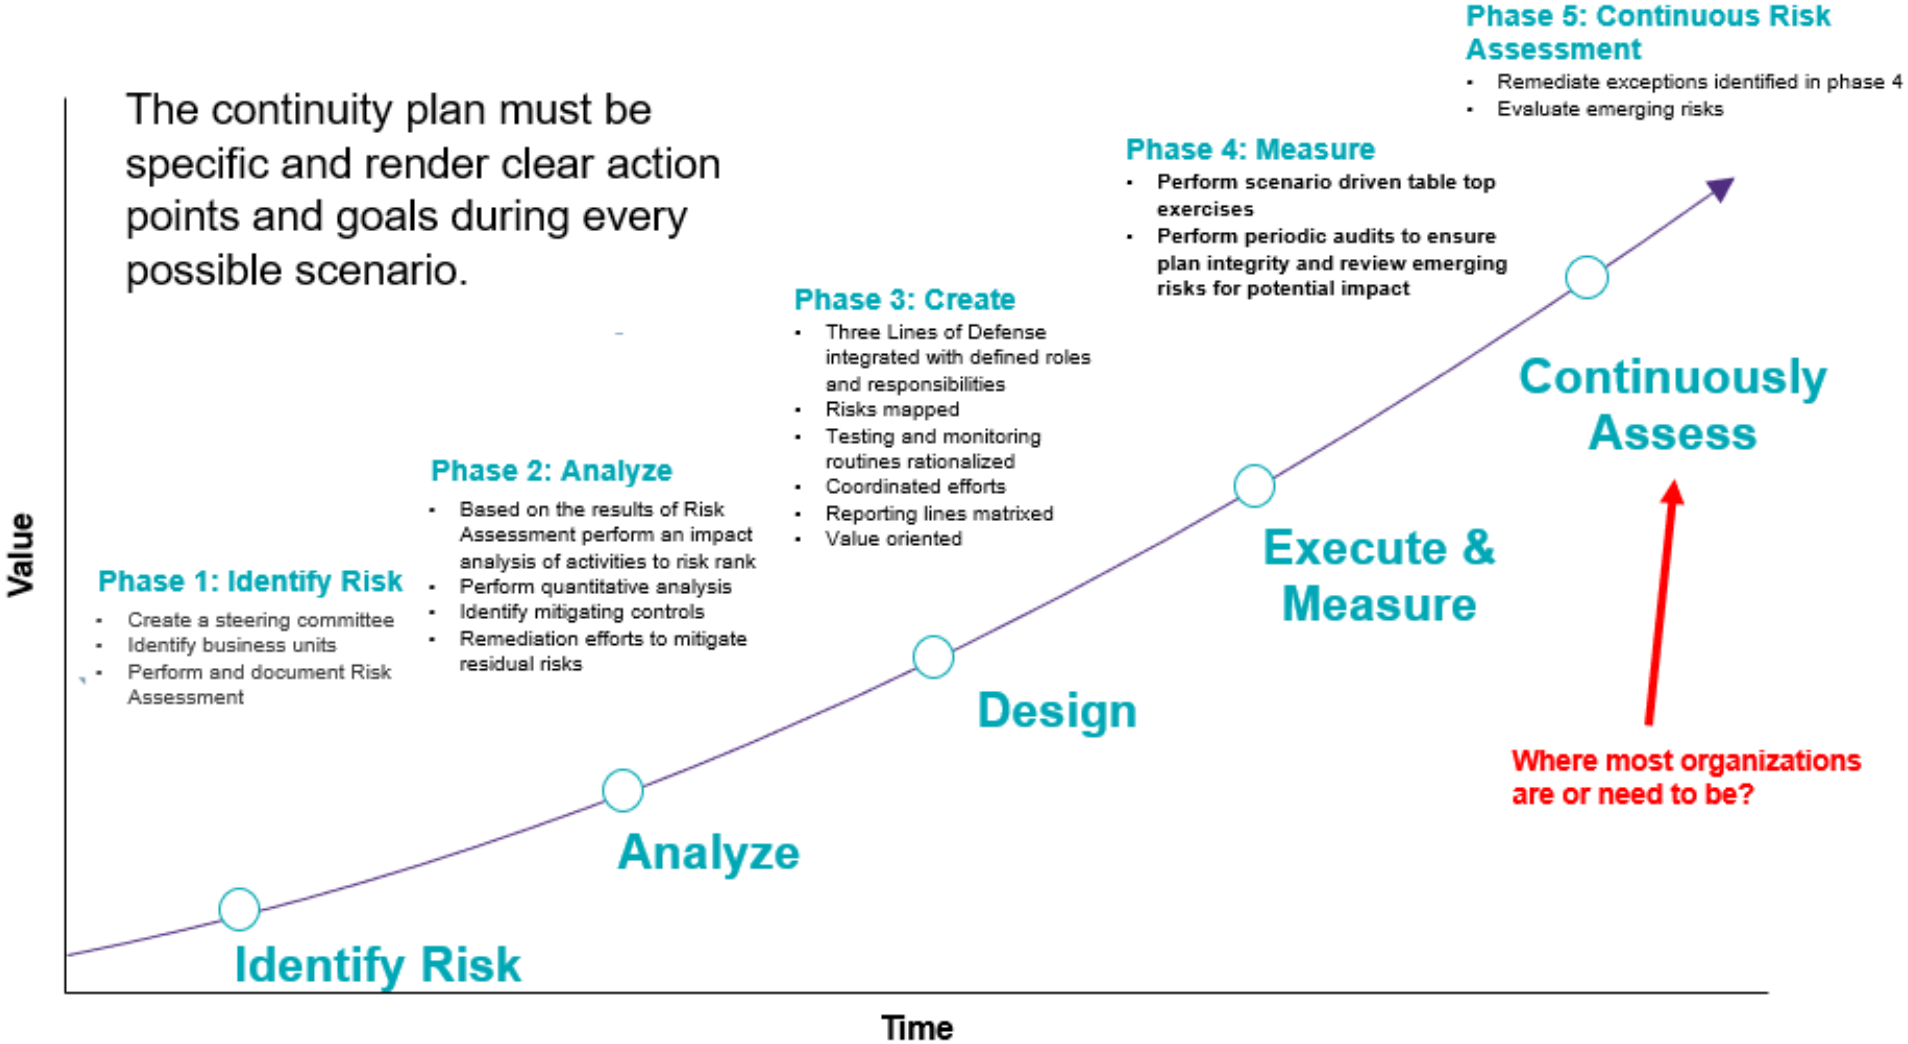 Phase 5: Continuous Risk
Assessment
▪ Remediate exceptions identified in phase 4
▪ Evaluate emerging risks
The continuity plan must be
specific and render clear action
points and goals during every
possible scenario.
Phase 4: Measure
▪ Perform scenario driven table top
exercises
▪ Perform periodic audits to ensure
plan integrity and review emerging
risks for potential impact
Phase 3: Create
▪ Three Lines of Defense
integrated with defined roles
and responsibilities
▪ Risks mapped
▪ Testing and monitoring
routines rationalized
▪ Coordinated efforts
▪ Reporting lines matrixed
▪ Value oriented
Phase 2: Analyze
▪ Based on the results of Risk
Assessment perform an impact
analysis of activities to risk rank
▪ Perform quantitative analysis
▪ Identify mitigating controls
▪ Remediation efforts to mitigate
residual risks
Phase 1: Identify Risk
▪ Create a steering committee
▪ Identify business units
▪ Perform and document Risk
Assessment
Value
Continuously
Assess
Execute &
Measure
Design
Where most organizations
are or need to be?
Analyze
Identify Risk
Time